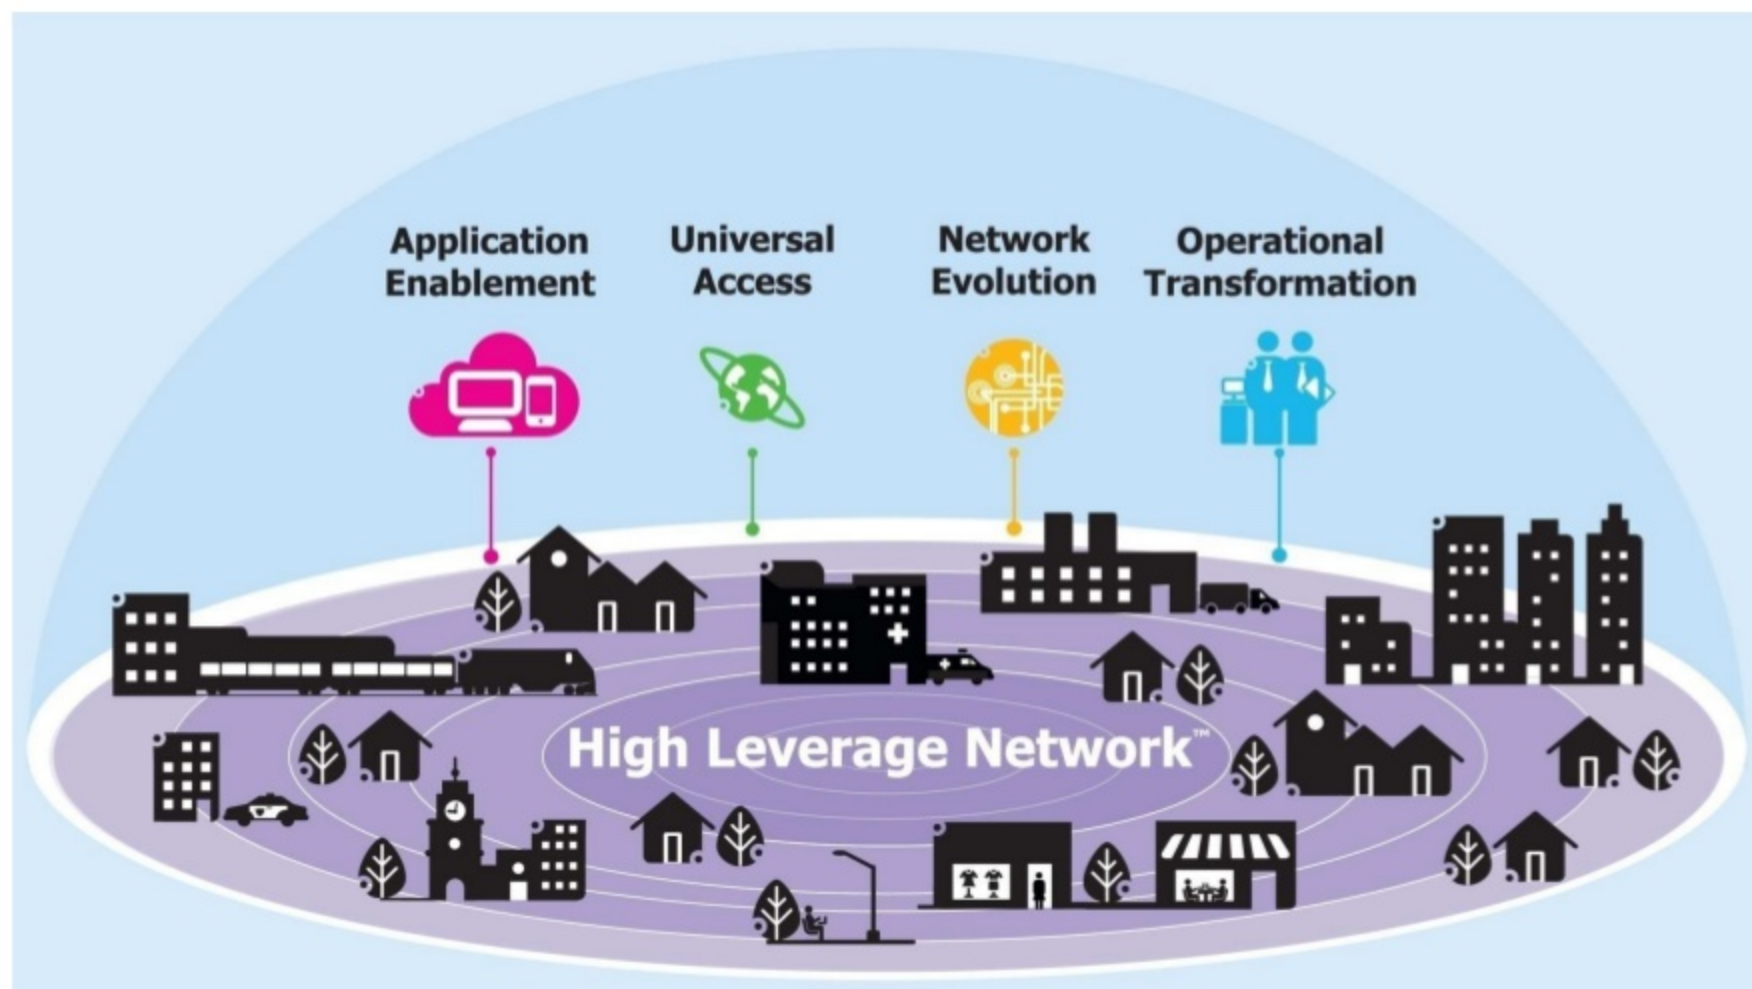 Application
Enablement
Universal
Access
Network
Evolution
Operational
Transformation
High Leverage Network™